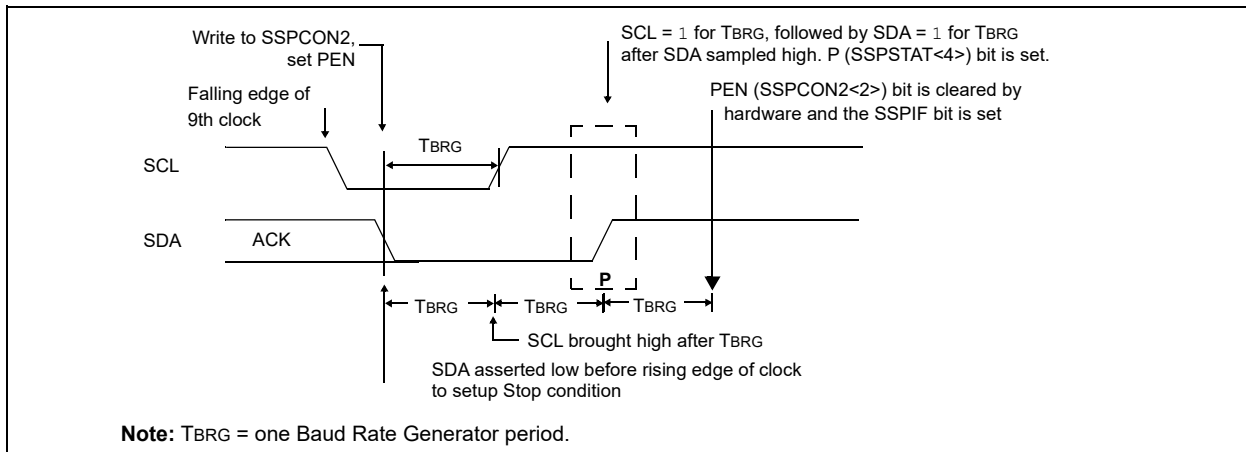 Write to SSPCON2,
set PEN
SCL = 1 for TBRG, followed by SDA = 1 for TBRG
after SDA sampled high. P (SSPSTAT<4>) bit is set.
Falling edge of
9th clock
PEN (SSPCON2<2>) bit is cleared by
hardware and the SSPIF bit is set
TBRG
SCL
SDA
ACK
P
TBRG
TBRG
TBRG
SCL brought high after TBRG
SDA asserted low before rising edge of clock
to setup Stop condition
Note: TBRG = one Baud Rate Generator period.